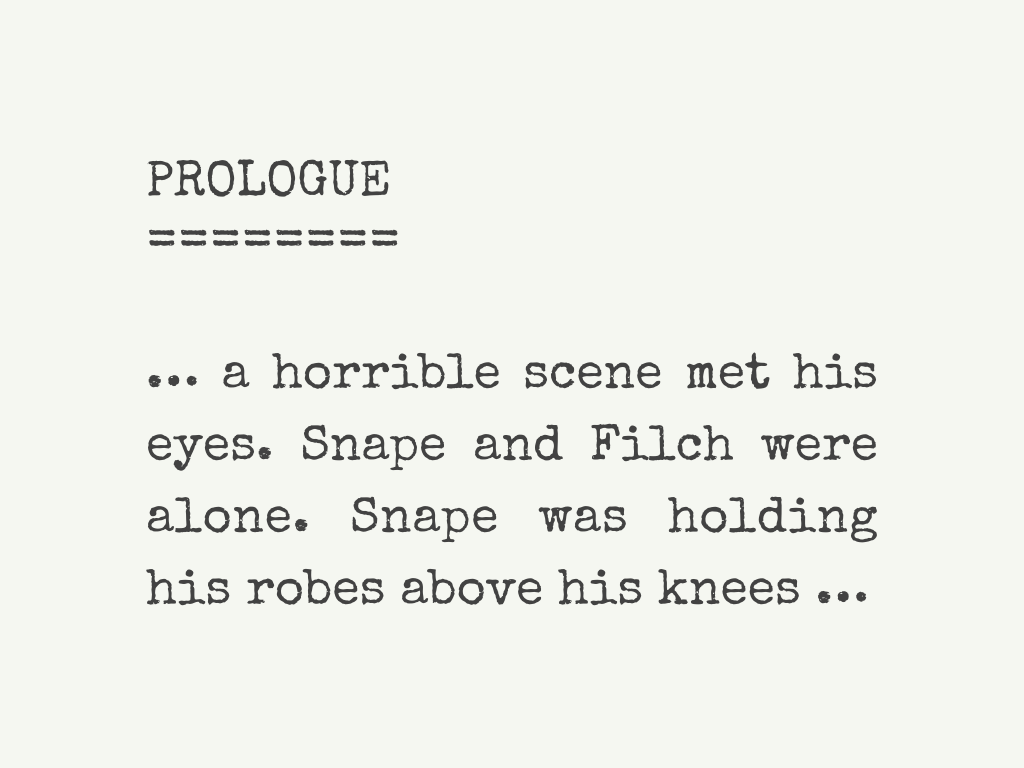 PROLOGUE
========
... a horrible scene met his
eyes. Snape and Filch were
alone. Snape was holding
his robes above his knees ...